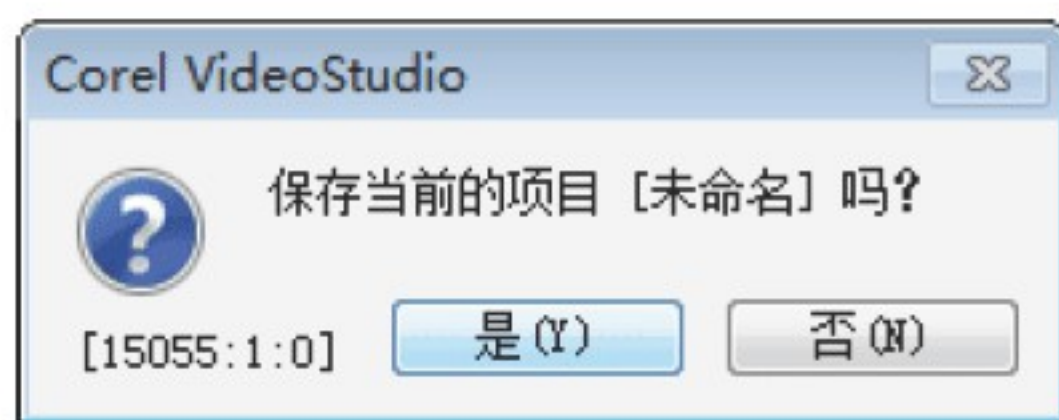 Corel VideoStudio
保存当前的项目 [未命名] 吗?
[15055:1:0]
是(Y)
否(N)